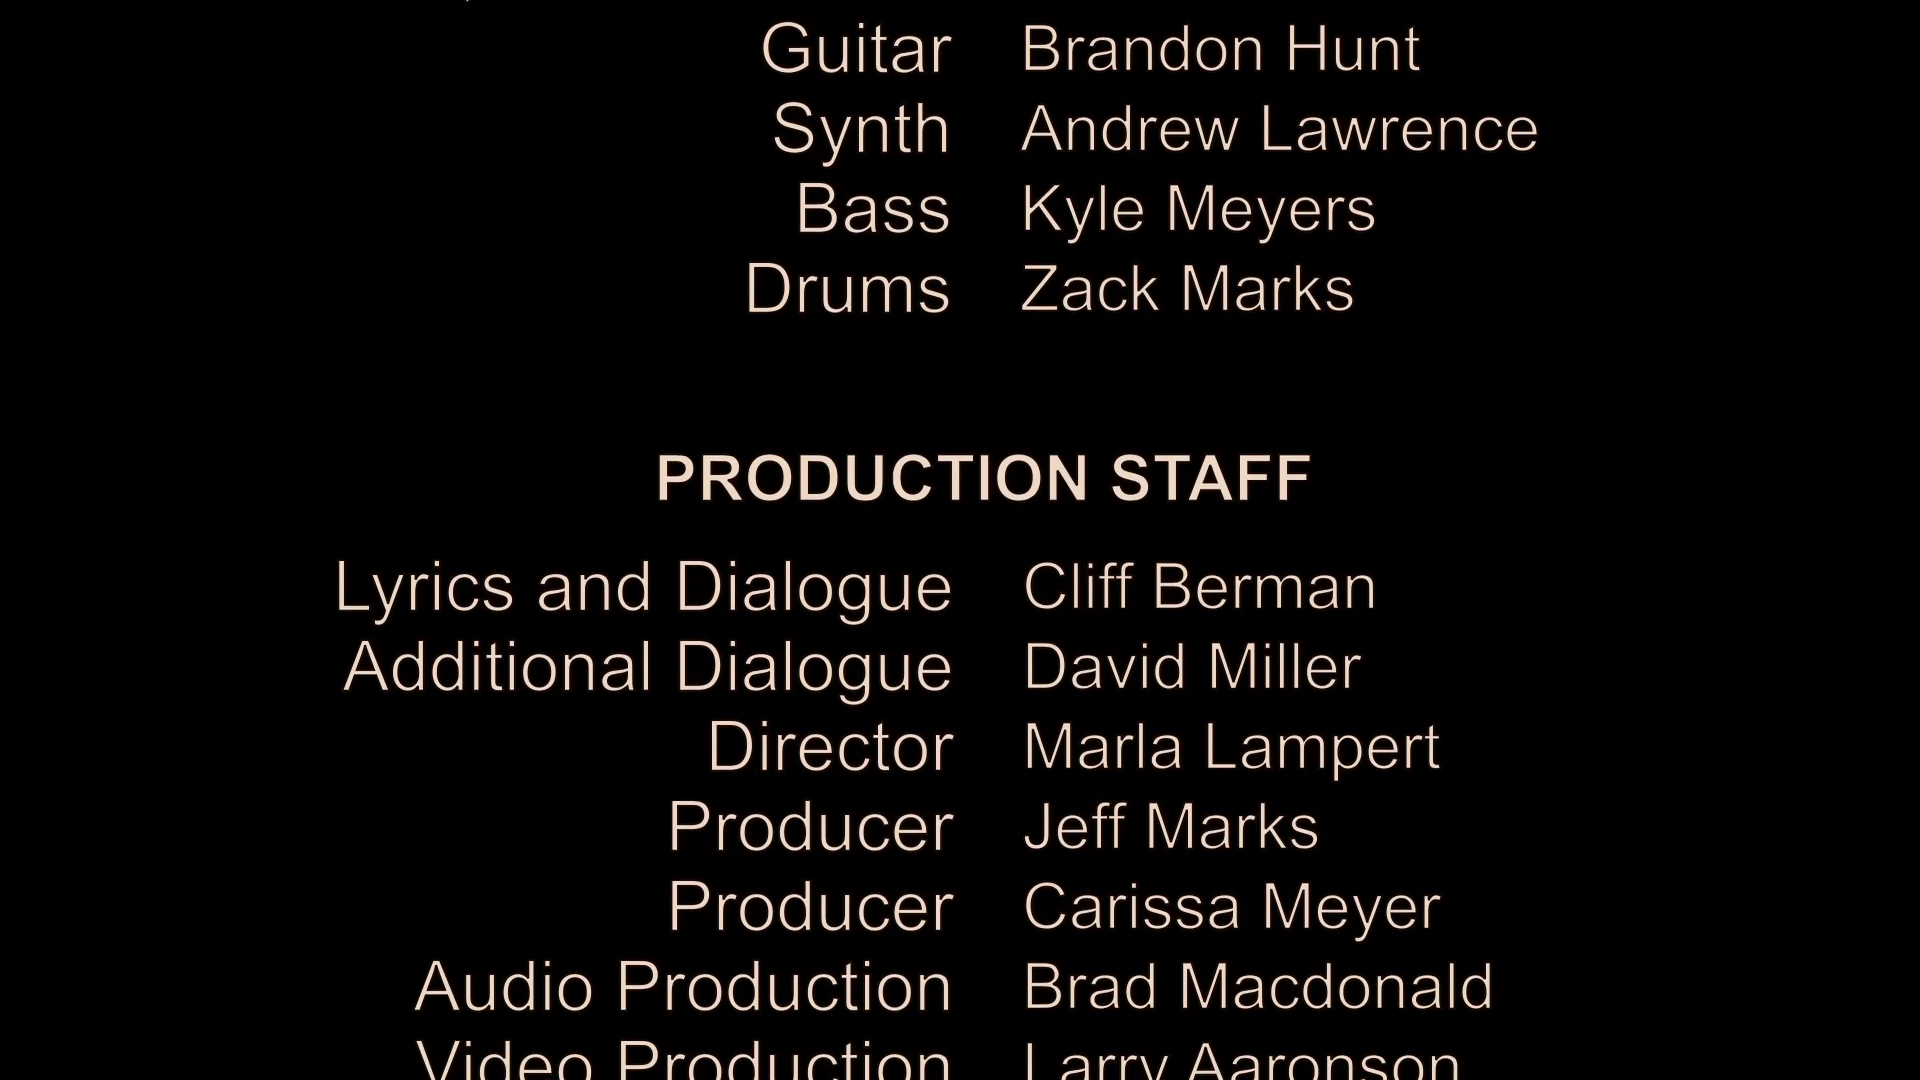 Guitar Brandon Hunt
Synth Andrew Lawrence
Bass Kyle Meyers
Drums Zack Marks
PRODUCTION STAFF
Lyrics and Dialogue Cliff Berman
Additional Dialogue David Miller
Director Marla Lampert
Producer Jeff Marks
Producer Carissa Meyer
Audio Production Brad Macdonald
Video Production Larry Aaronson